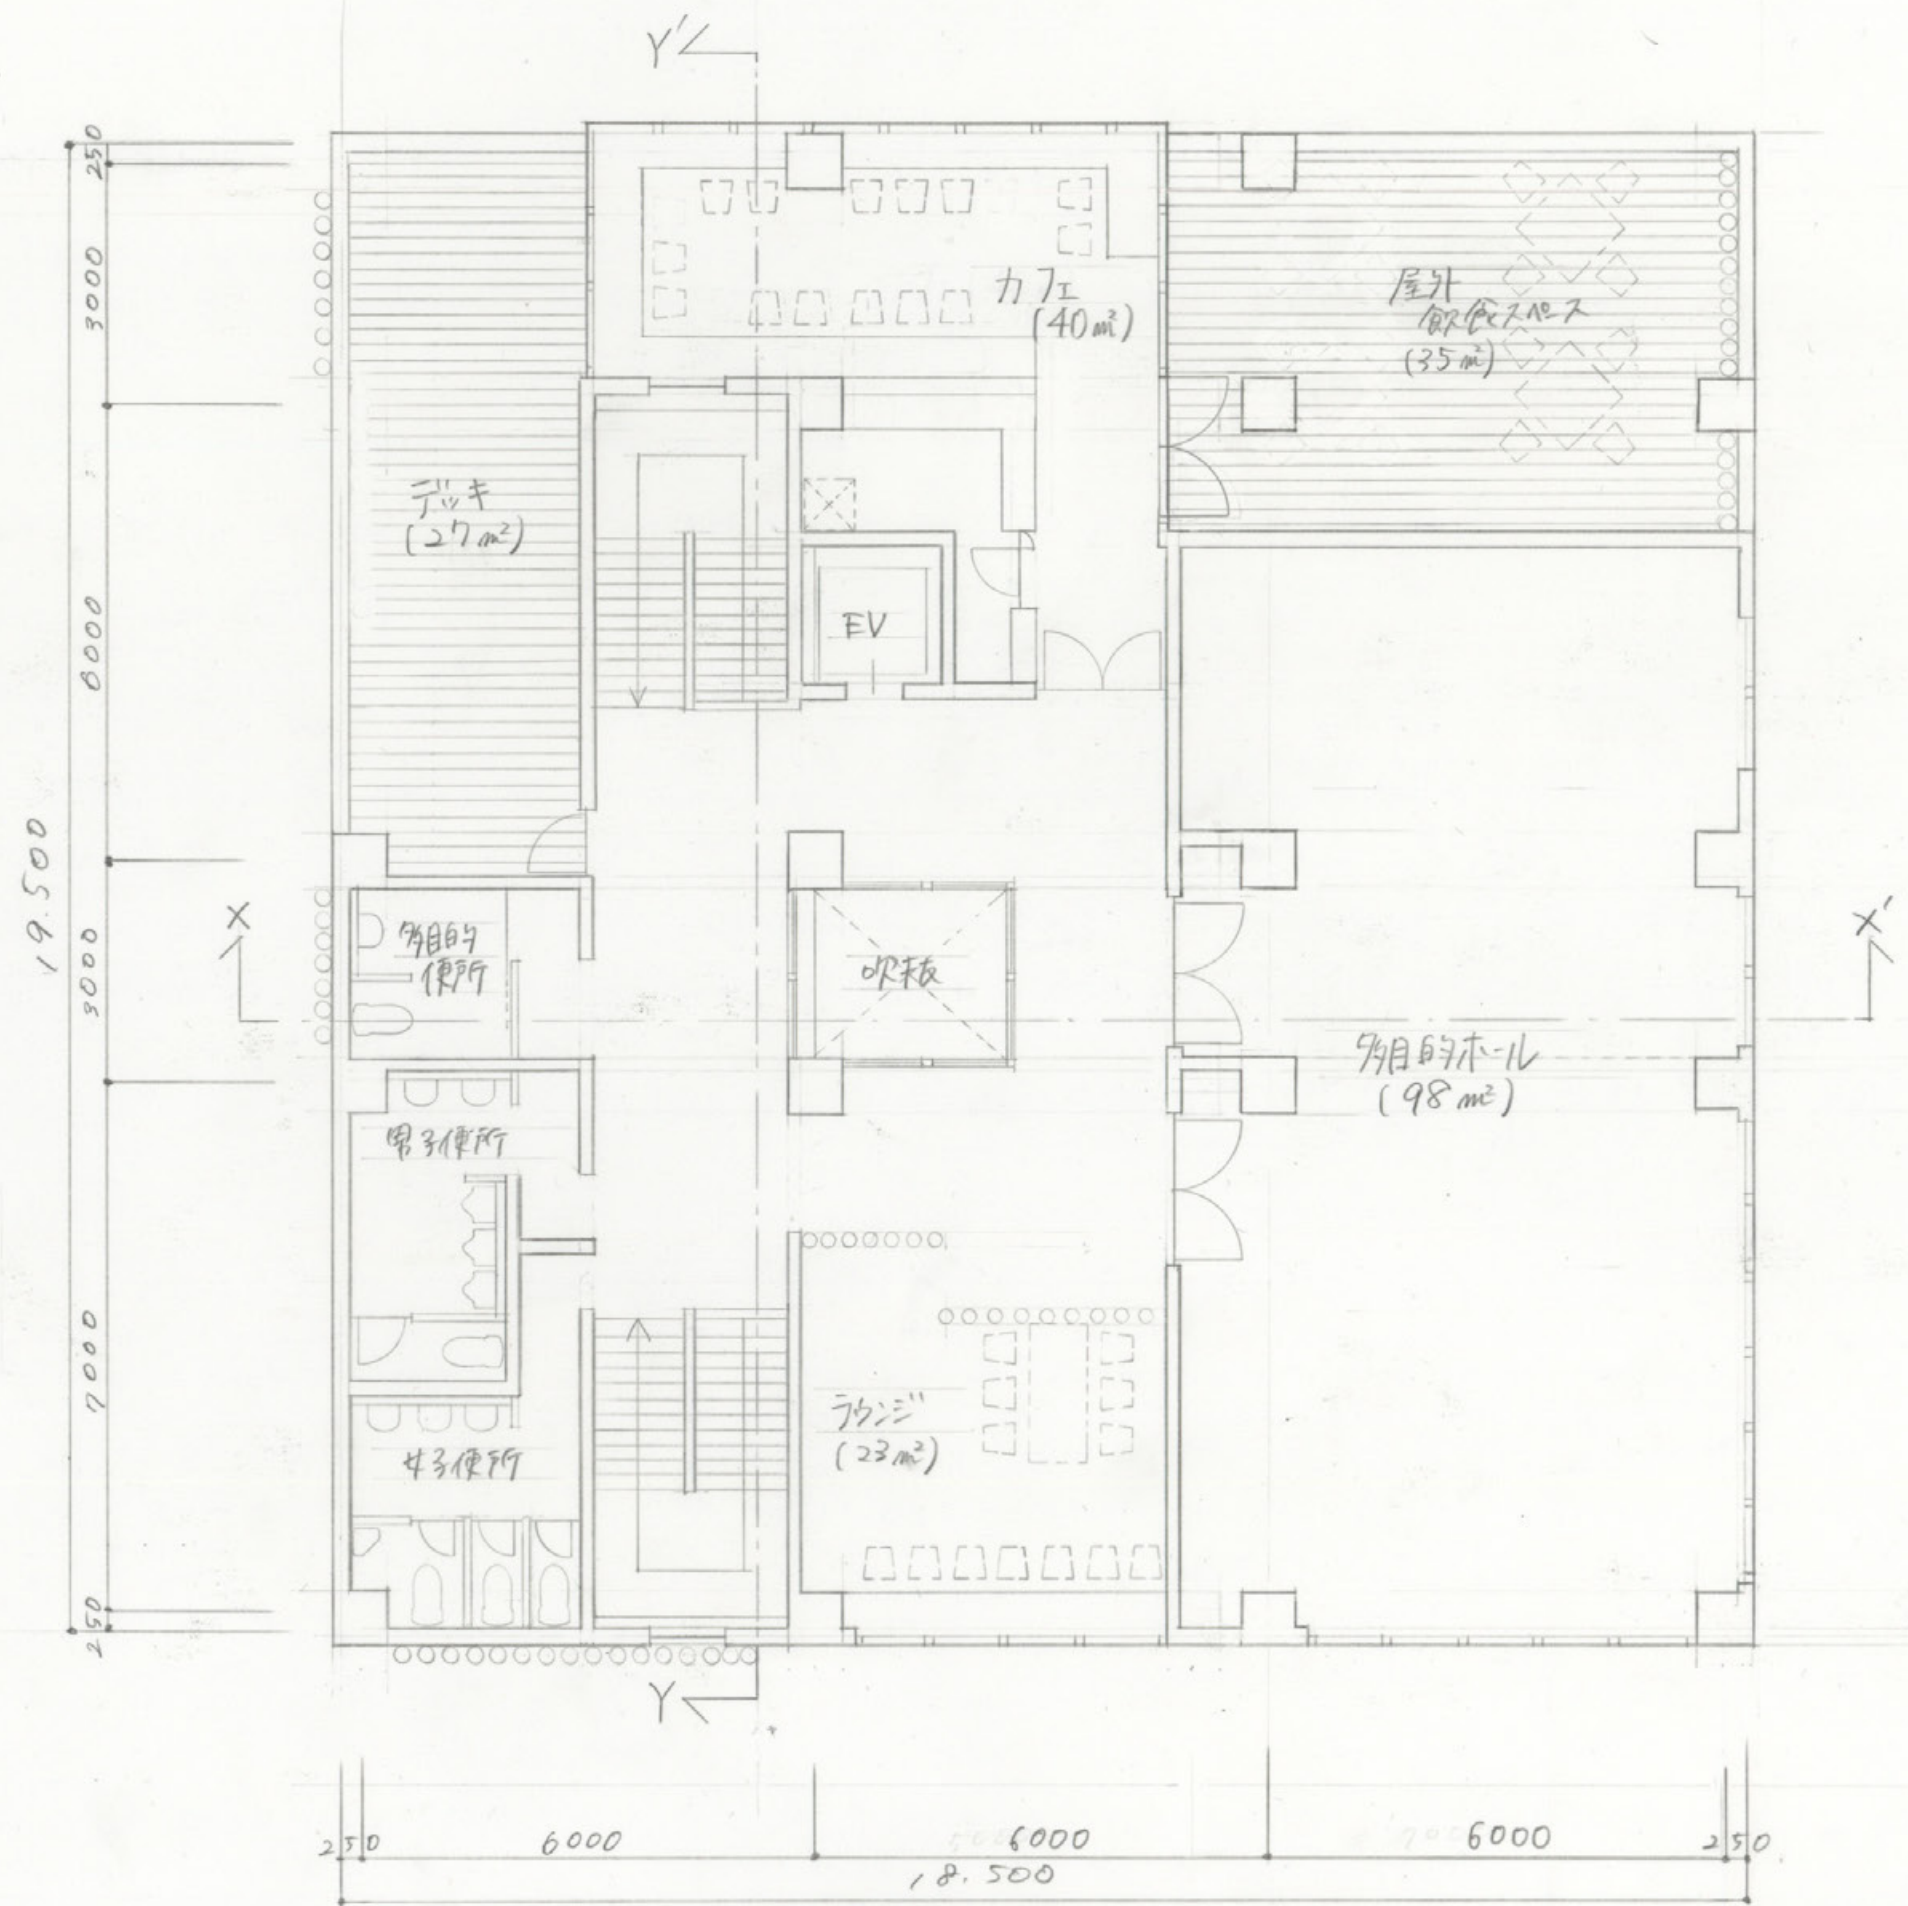 Y'
カフェ
(40㎡)
屋外
飲食スペース
(35㎡)
デッキ
(27㎡)
EV
多目的
便所
吹抜
X
X'
多目的ホール
(98㎡)
男子便所
ラウンジ
(23㎡)
女子便所
Y
250
3000
6000
3000
7000
250
19.500
250
6000
6000
6000
250
18.500